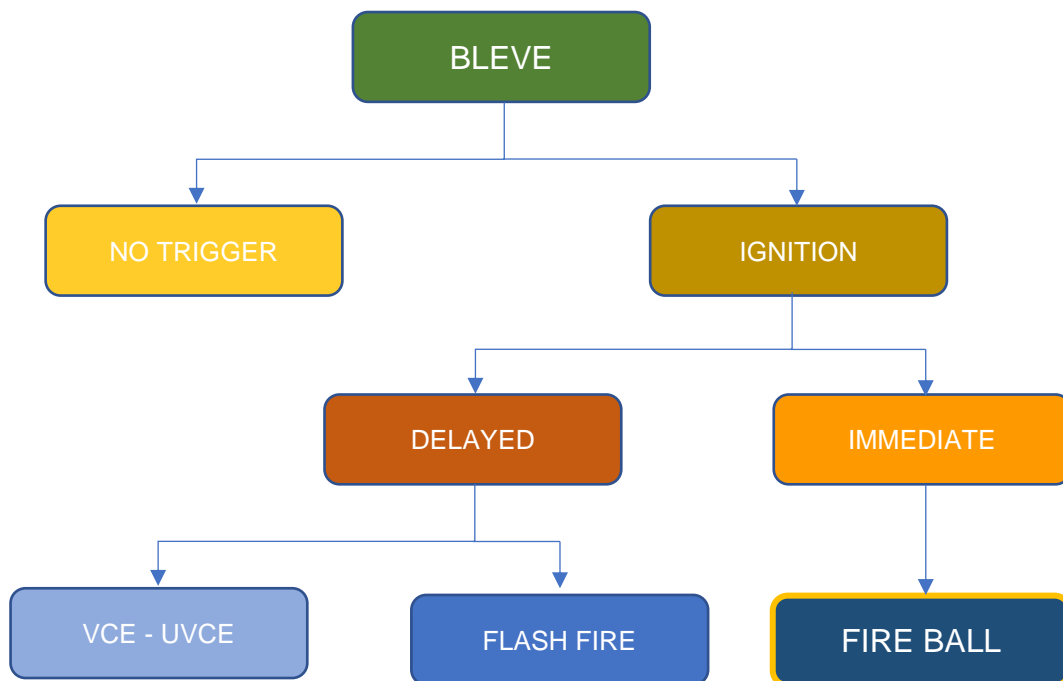 BLEVE
NO TRIGGER
IGNITION
DELAYED
IMMEDIATE
VCE - UVCE
FLASH FIRE
FIRE BALL